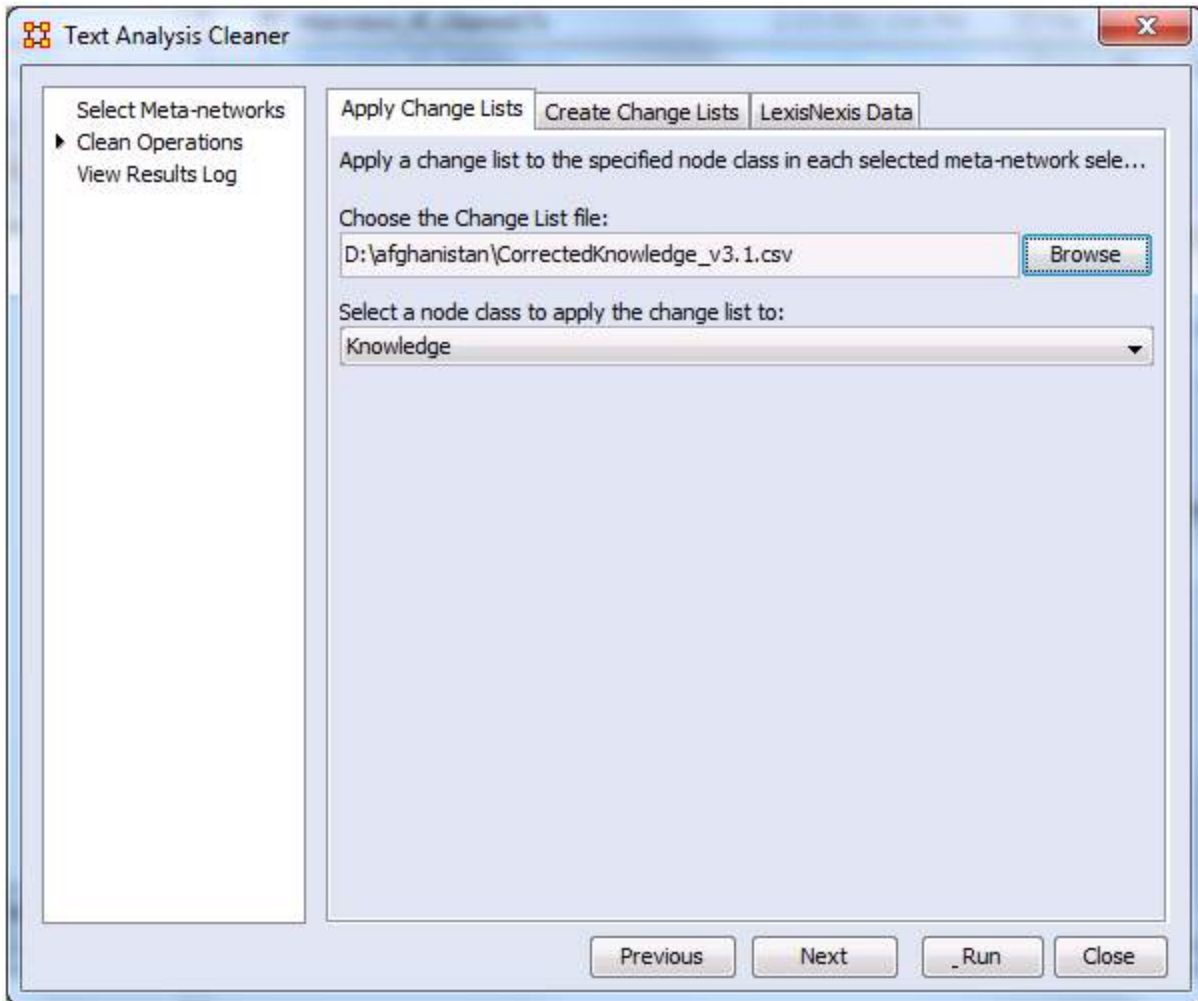 Text Analysis Cleaner
Select Meta-networks
Clean Operations
View Results Log
Apply Change Lists
Create Change Lists
LexisNexis Data
Apply a change list to the specified node class in each selected meta-network sele...
Choose the Change List file:
D:\afghanistan\CorrectedKnowledge_v3.1.csv
Browse
Select a node class to apply the change list to:
Knowledge
Previous
Next
_Run
Close